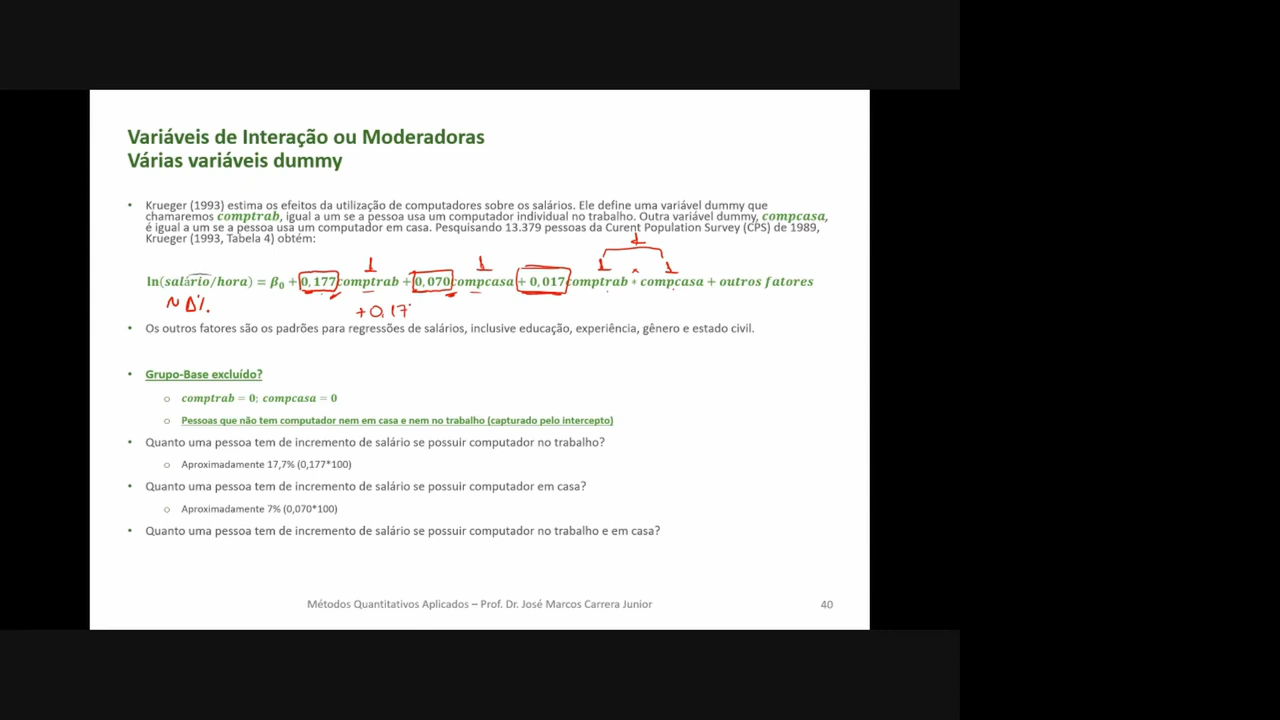 Variáveis de Interação ou Moderadoras
Várias variáveis dummy
• Krueger (1993) estima os efeitos da utilização de computadores sobre os salários. Ele define uma variável dummy que
chamaremos comptrab, igual a um se a pessoa usa um computador individual no trabalho. Outra variável dummy, compcasa,
é igual a um se a pessoa usa um computador em casa. Pesquisando 13.379 pessoas da Curent Population Survey (CPS) de 1989,
Krueger (1993, Tabela 4) obtém:
1
1 1 1 1
ln(salário/hora) = β₀ + 0,177comptrab + 0,070compcasa + 0,017comptrab * compcasa + outros fatores
~ Δ%.
+0,17
• Os outros fatores são os padrões para regressões de salários, inclusive educação, experiência, gênero e estado civil.
• Grupo-Base excluído?
o comptrab = 0; compcasa = 0
o Pessoas que não tem computador nem em casa e nem no trabalho (capturado pelo intercepto)
• Quanto uma pessoa tem de incremento de salário se possuir computador no trabalho?
o Aproximadamente 17,7% (0,177*100)
• Quanto uma pessoa tem de incremento de salário se possuir computador em casa?
o Aproximadamente 7% (0,070*100)
• Quanto uma pessoa tem de incremento de salário se possuir computador no trabalho e em casa?
Métodos Quantitativos Aplicados – Prof. Dr. José Marcos Carrera Junior
40